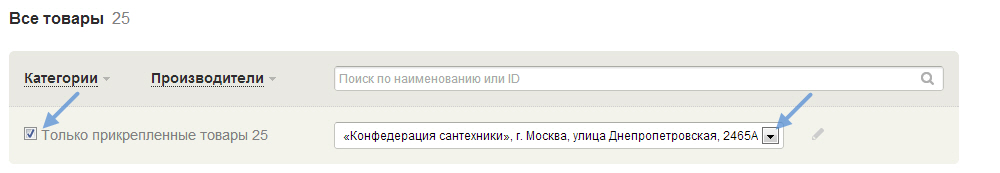 Все товары 25
Категории Производители Поиск по наименованию или ID
Только прикрепленные товары 25 «Конфедерация сантехники», г. Москва, улица Днепропетровская, 2465А